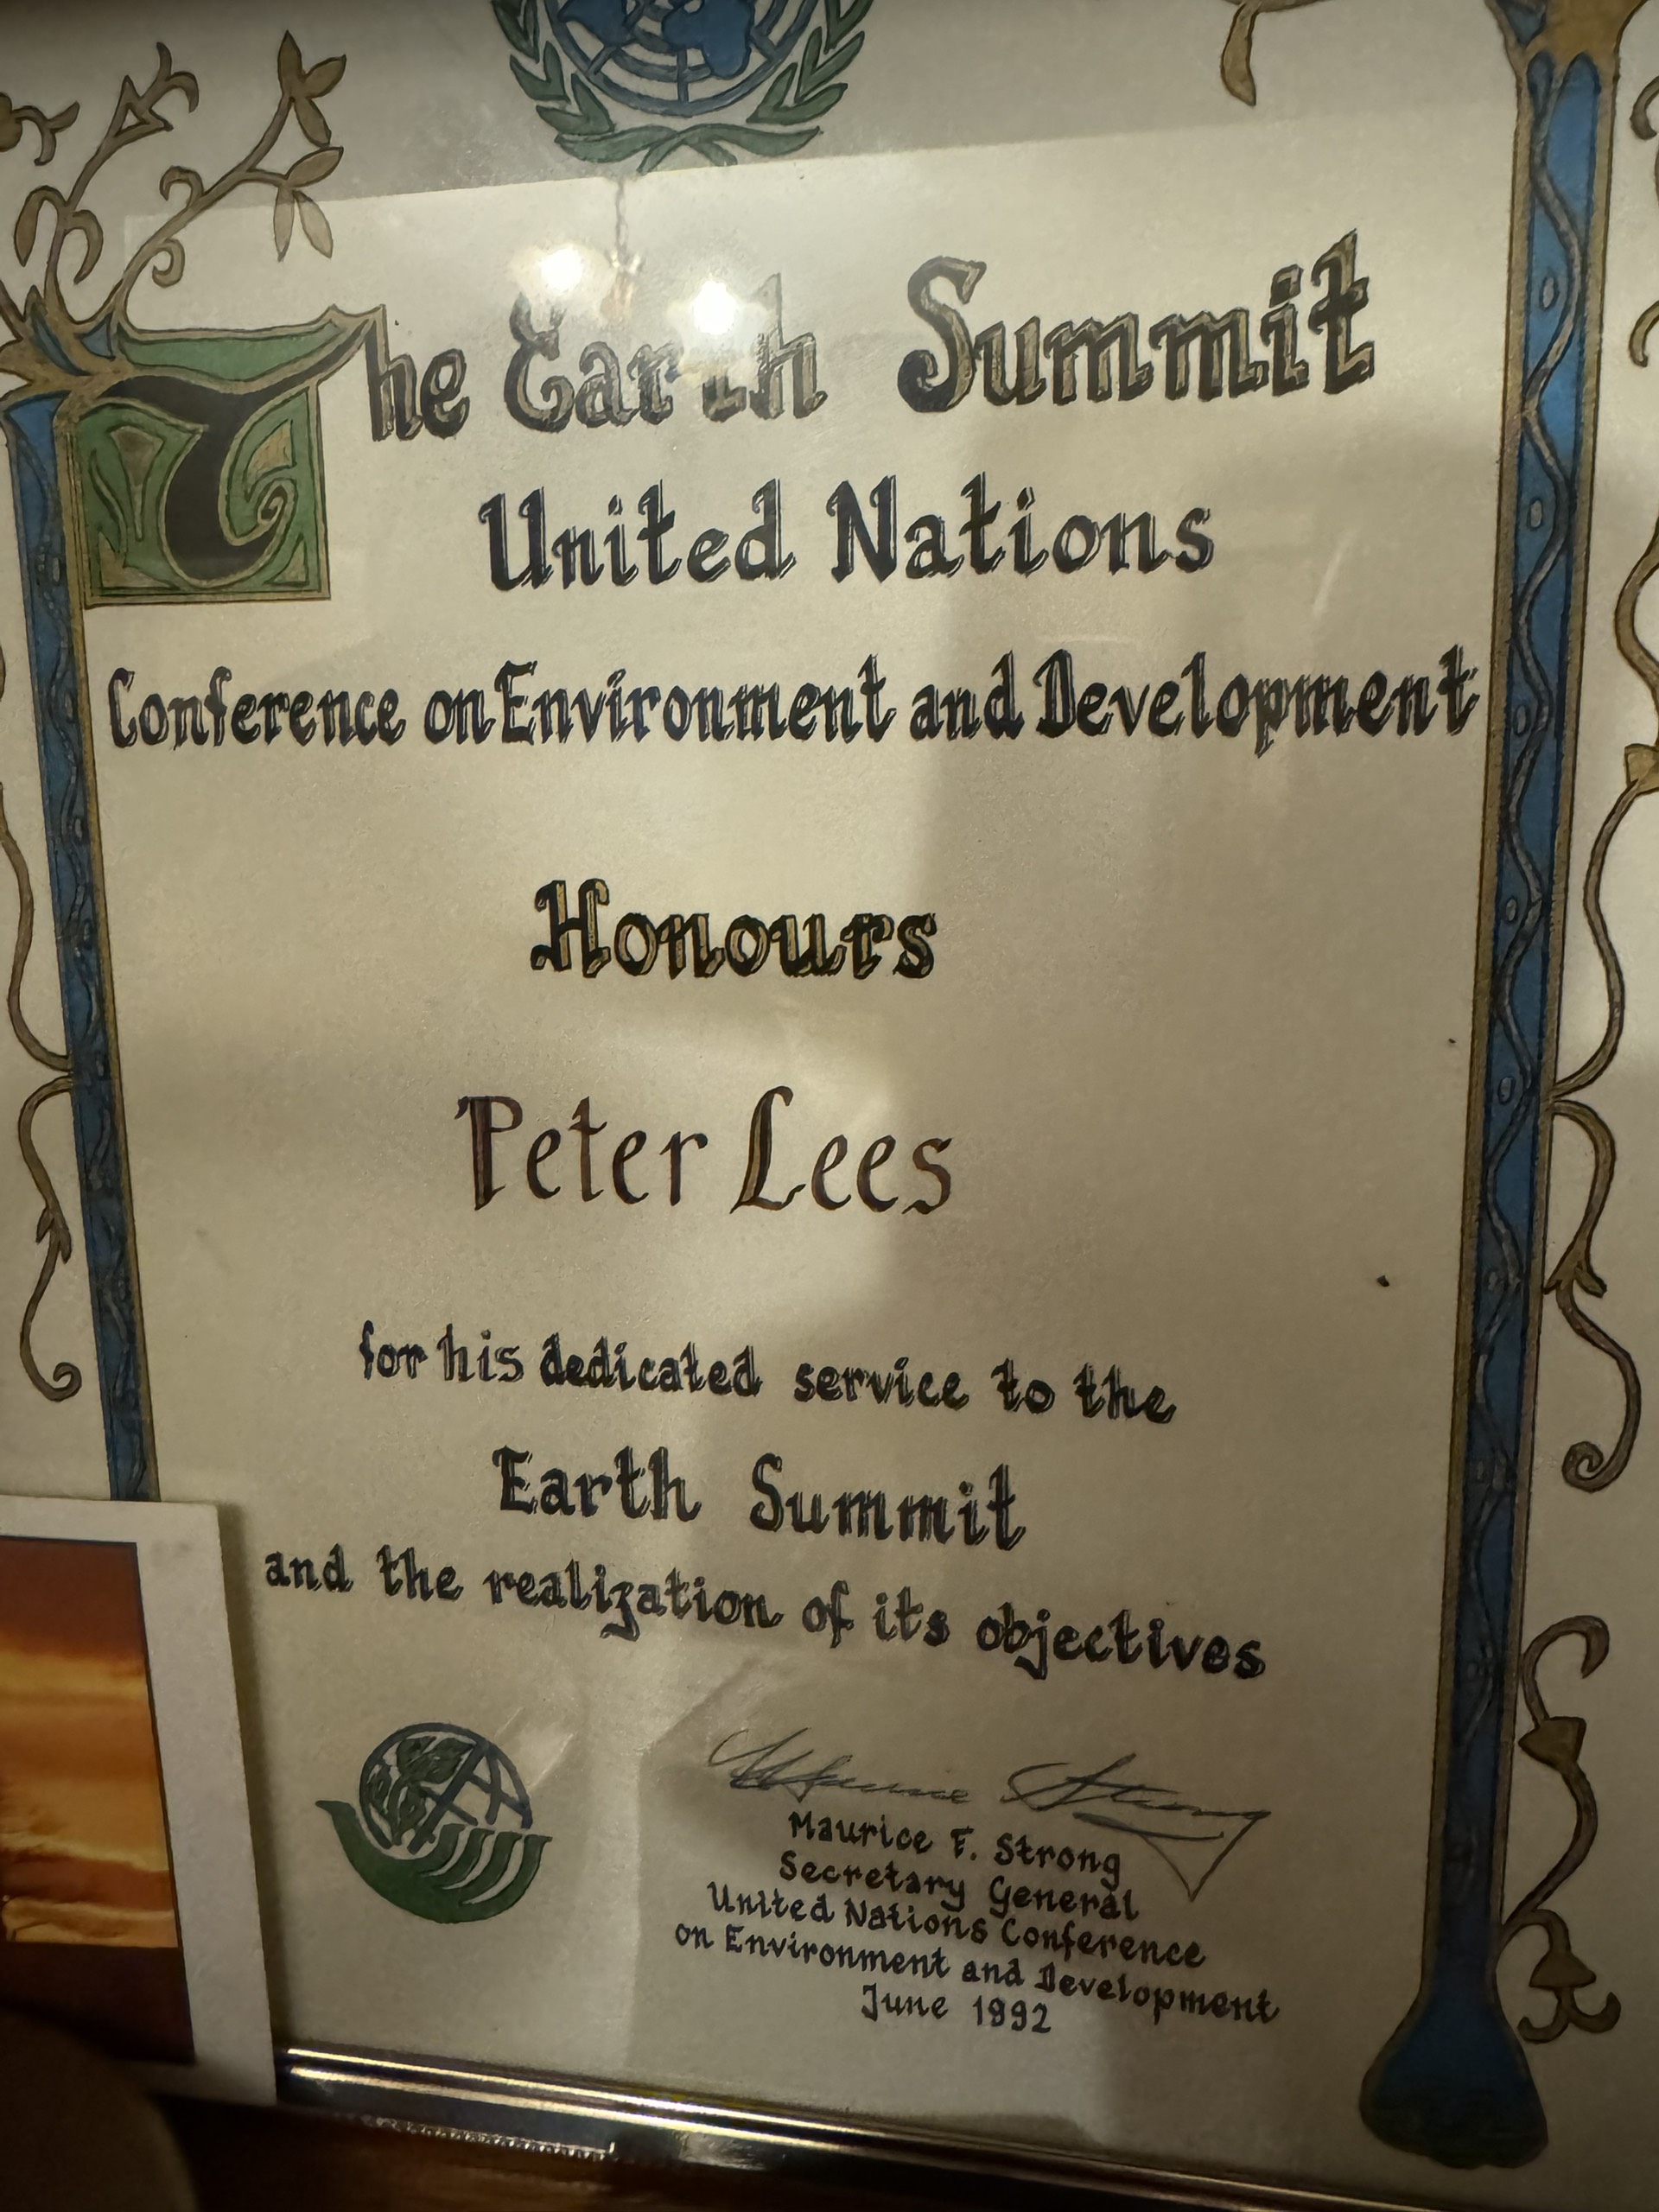 The Earth Summit
United Nations
Conference on Environment and Development
Honours
Peter Lees
for his dedicated service to the
Earth Summit
and the realization of its objectives
Maurice Strong
Maurice F. Strong
Secretary General
United Nations Conference
on Environment and Development
June 1992